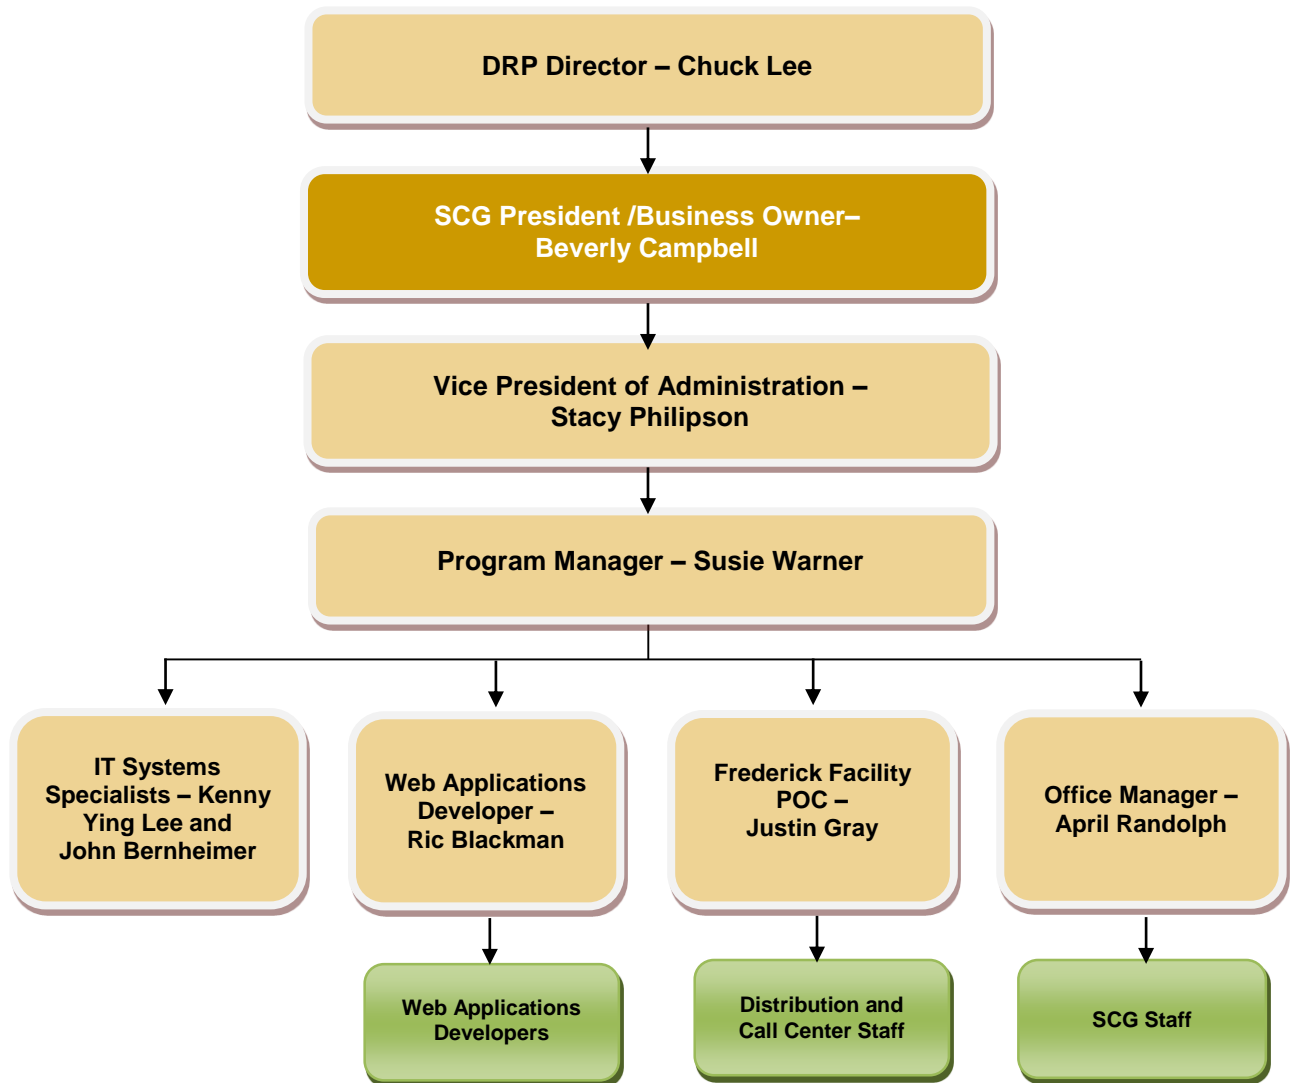 DRP Director – Chuck Lee
SCG President /Business Owner–
Beverly Campbell
Vice President of Administration –
Stacy Philipson
Program Manager – Susie Warner
IT Systems
Specialists – Kenny
Ying Lee and
John Bernheimer
Web Applications
Developer –
Ric Blackman
Frederick Facility
POC –
Justin Gray
Office Manager –
April Randolph
Web Applications
Developers
Distribution and
Call Center Staff
SCG Staff